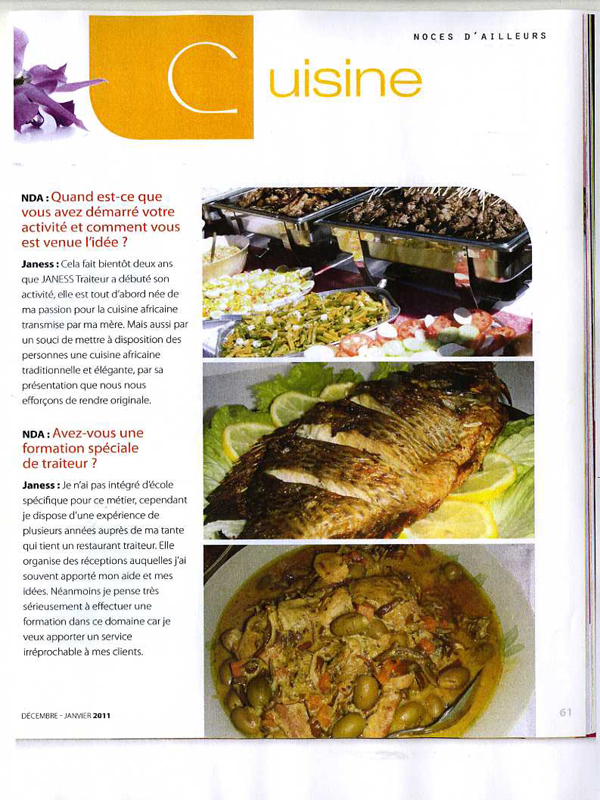 NOCES D'AILLEURS
Cuisine
NDA : Quand est-ce que
vous avez démarré votre
activité et comment vous
est venue l'idée ?
Janess : Cela fait bientôt deux ans
que JANESS Traiteur a débuté son
activité, elle est tout d'abord née de
ma passion pour la cuisine africaine
transmise par ma mère. Mais aussi par
un souci de mettre à disposition des
personnes une cuisine africaine
traditionnelle et élégante, par sa
présentation que nous nous
efforçons de rendre originale.
NDA : Avez-vous une
formation spéciale
de traiteur ?
Janess : Je n'ai pas intégré d'école
spécifique pour ce métier, cependant
je dispose d'une expérience de
plusieurs années auprès de ma tante
qui tient un restaurant traiteur. Elle
organise des réceptions auquelles j'ai
souvent apporté mon aide et mes
idées. Néanmoins je pense très
sérieusement à effectuer une
formation dans ce domaine car je
veux apporter un service
irréprochable à mes clients.
DÉCEMBRE - JANVIER 2011
61